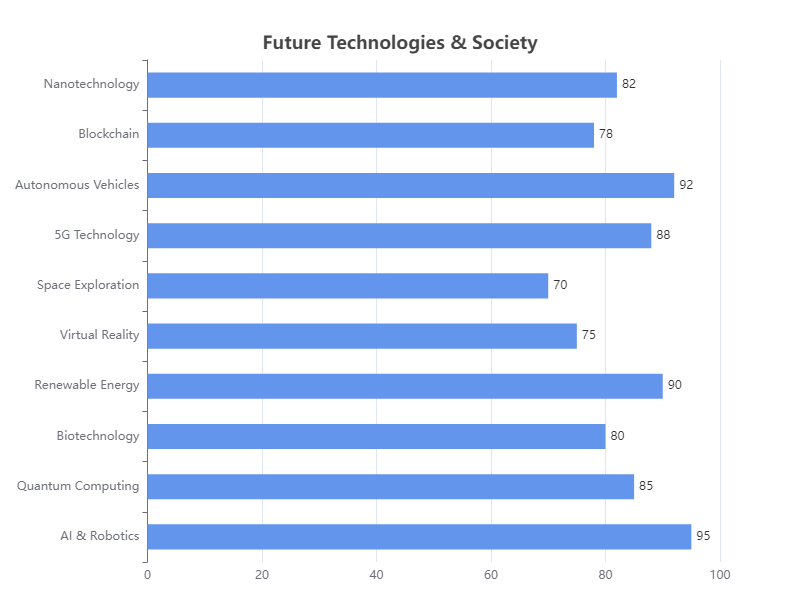 Future Technologies & Society
Nanotechnology 82
Blockchain 78
Autonomous Vehicles 92
5G Technology 88
Space Exploration 70
Virtual Reality 75
Renewable Energy 90
Biotechnology 80
Quantum Computing 85
AI & Robotics 95
0 20 40 60 80 100